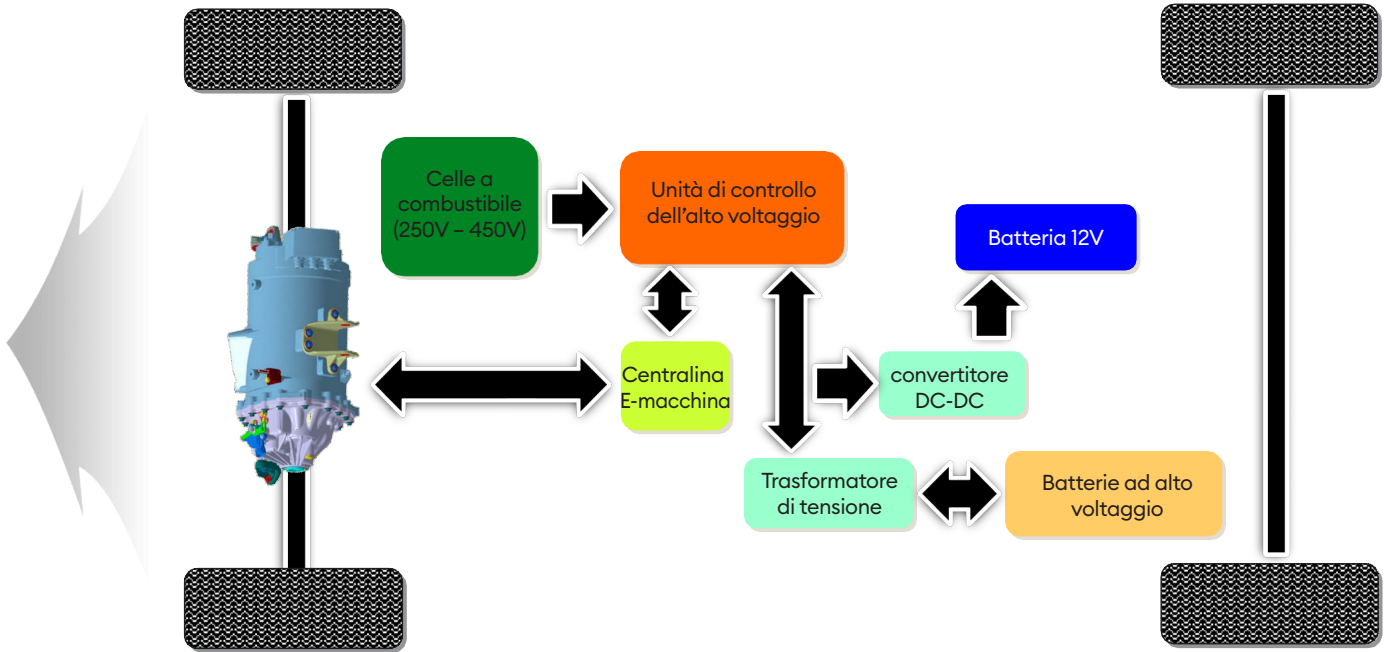 Celle a
combustibile
(250V – 450V)
Unità di controllo
dell’alto voltaggio
Batteria 12V
Centralina
E-macchina
convertitore
DC-DC
Trasformatore
di tensione
Batterie ad alto
voltaggio